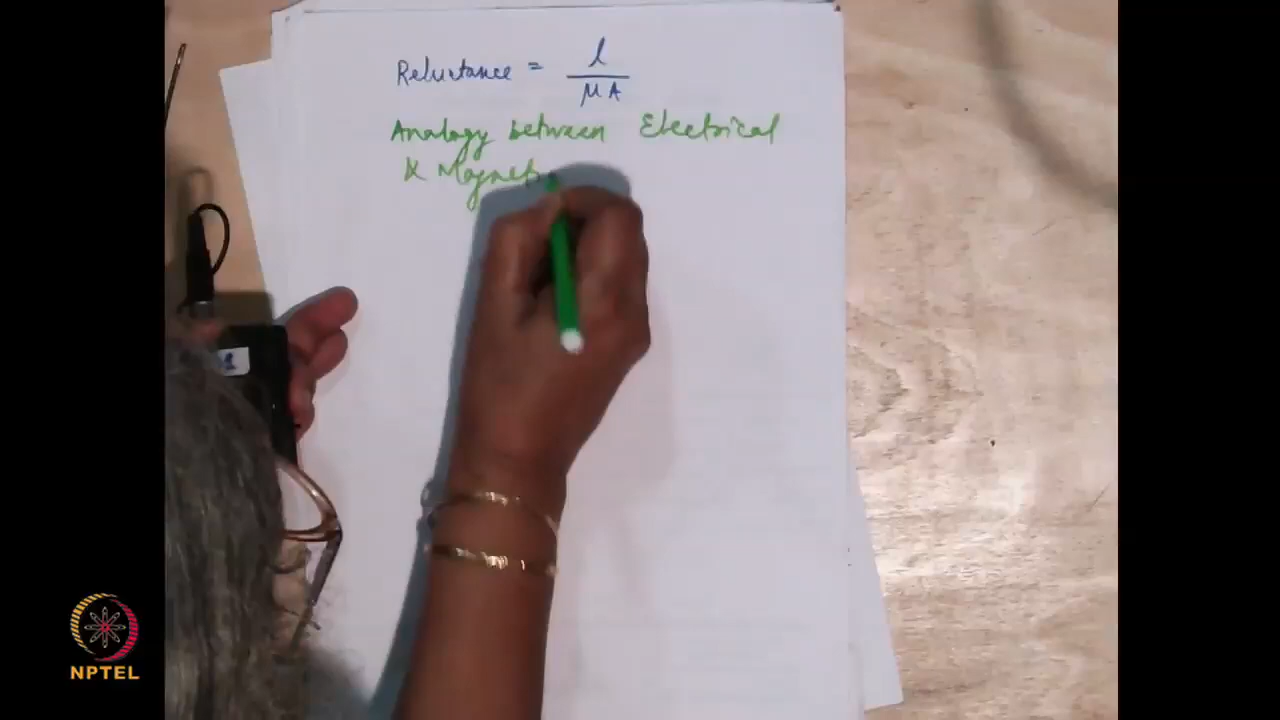 Reluctance = l / μA
Analogy between Electrical
& Magnet
NPTEL